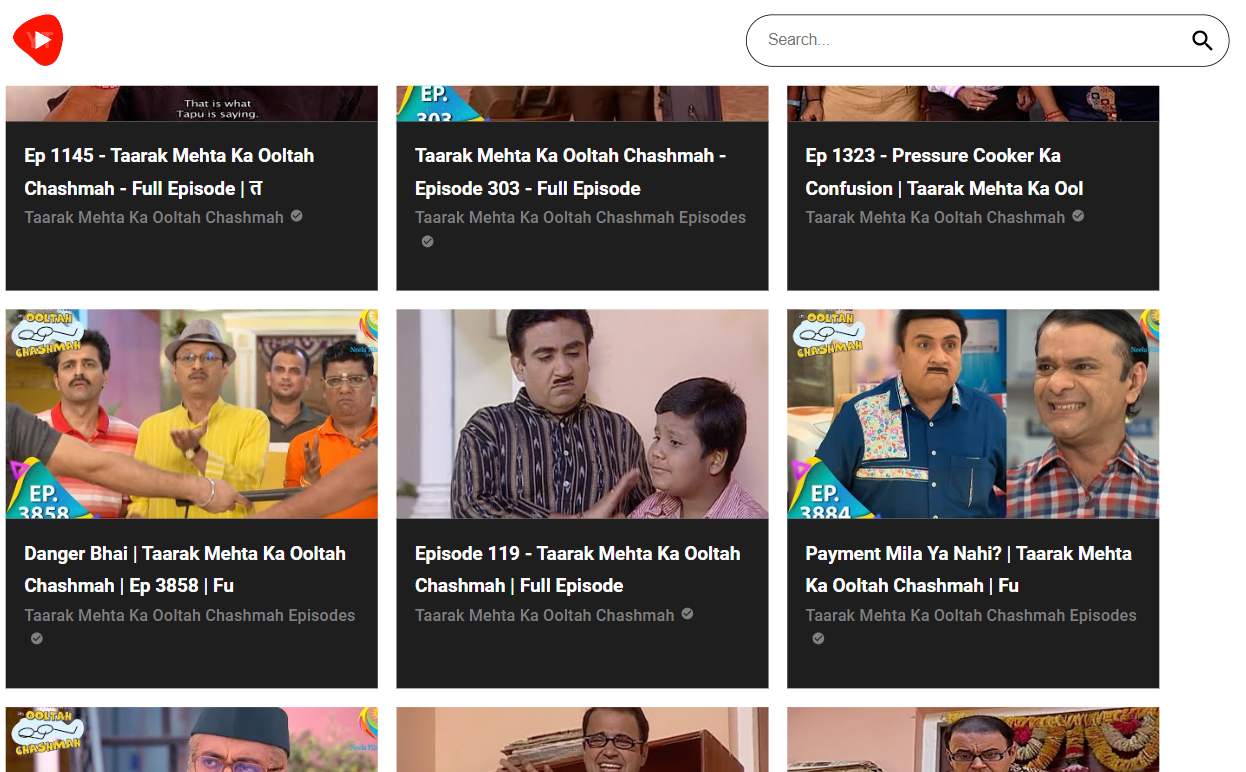 YT
Search...
That is what
Tapu is saying.
EP.
303
Ep 1145 - Taarak Mehta Ka Ooltah
Chashmah - Full Episode | त
Taarak Mehta Ka Ooltah Chashmah
Taarak Mehta Ka Ooltah Chashmah -
Episode 303 - Full Episode
Taarak Mehta Ka Ooltah Chashmah Episodes
Ep 1323 - Pressure Cooker Ka
Confusion | Taarak Mehta Ka Ool
Taarak Mehta Ka Ooltah Chashmah
OOLTAH
CHASHMAH
EP.
3858
OOLTAH
CHASHMAH
EP.
3884
Danger Bhai | Taarak Mehta Ka Ooltah
Chashmah | Ep 3858 | Fu
Taarak Mehta Ka Ooltah Chashmah Episodes
Episode 119 - Taarak Mehta Ka Ooltah
Chashmah | Full Episode
Taarak Mehta Ka Ooltah Chashmah
Payment Mila Ya Nahi? | Taarak Mehta
Ka Ooltah Chashmah | Fu
Taarak Mehta Ka Ooltah Chashmah Episodes
OOLTAH
CHASHMAH